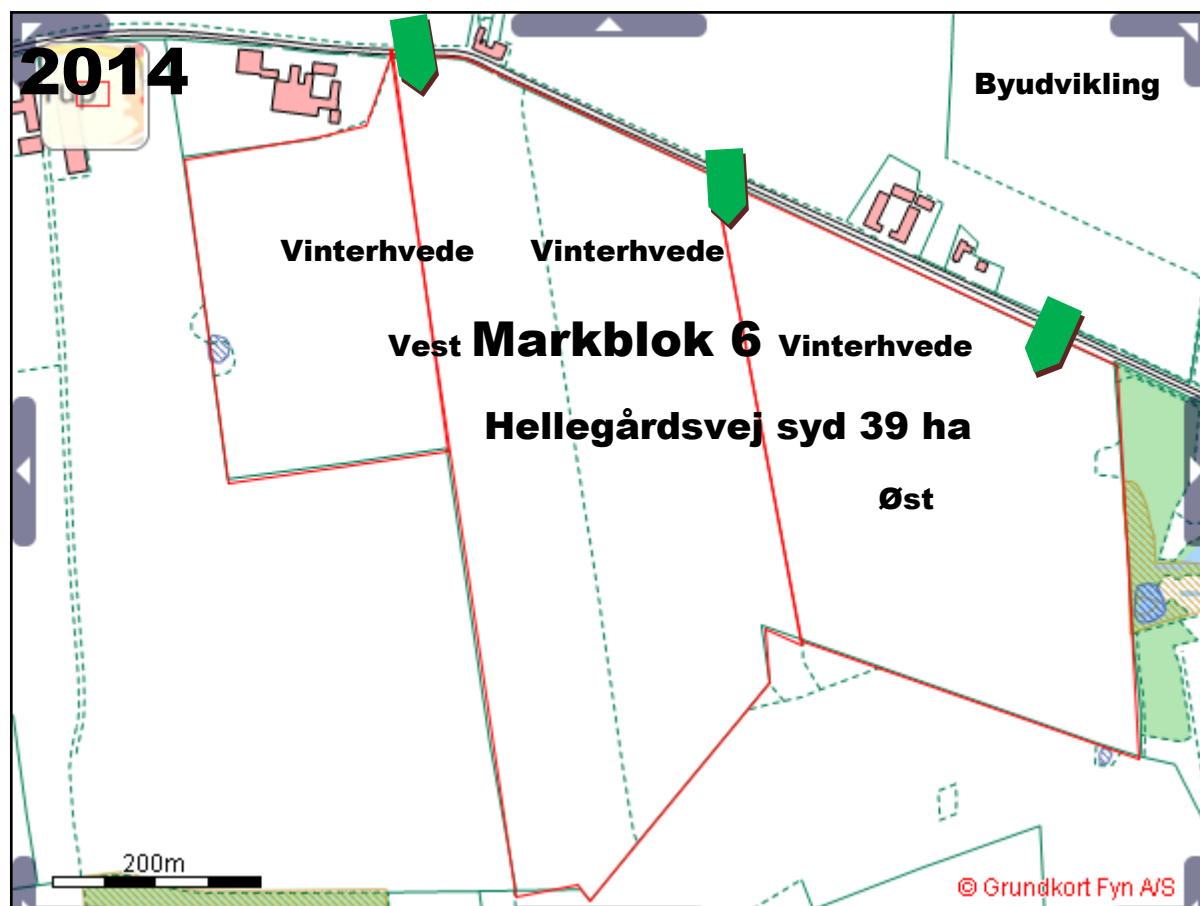 2014
Byudvikling
Vinterhvede Vinterhvede
Vest Markblok 6 Vinterhvede
Hellegårdsvej syd 39 ha
Øst
200m
© Grundkort Fyn A/S